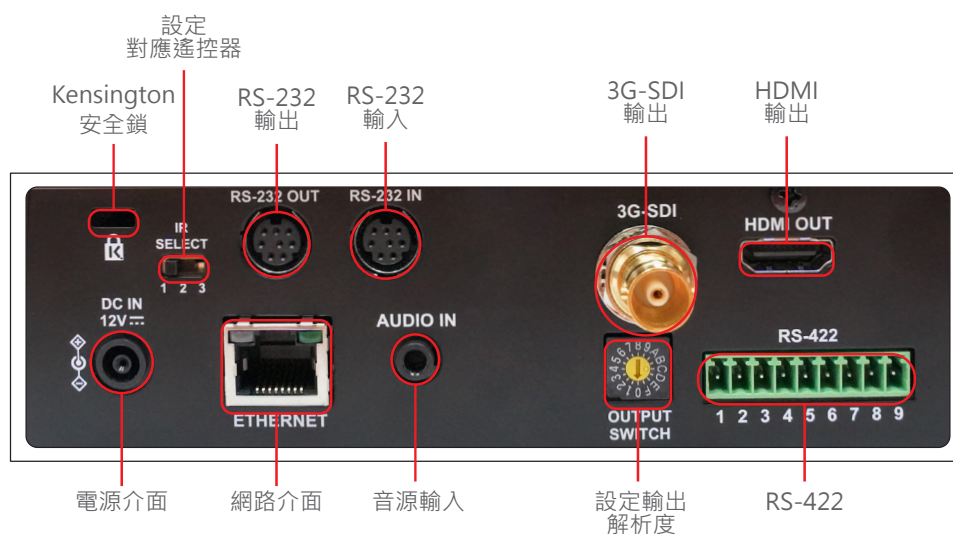 設定
對應遙控器
Kensington
安全鎖
RS-232
輸出
RS-232
輸入
3G-SDI
輸出
HDMI
輸出
RS-232 OUT
RS-232 IN
3G-SDI
HDMI OUT
IR
SELECT
K
1 2 3
DC IN
12V
AUDIO IN
RS-422
0123456789ABCDEF
ETHERNET
OUTPUT
SWITCH
1 2 3 4 5 6 7 8 9
電源介面
網路介面
音源輸入
設定輸出
解析度
RS-422